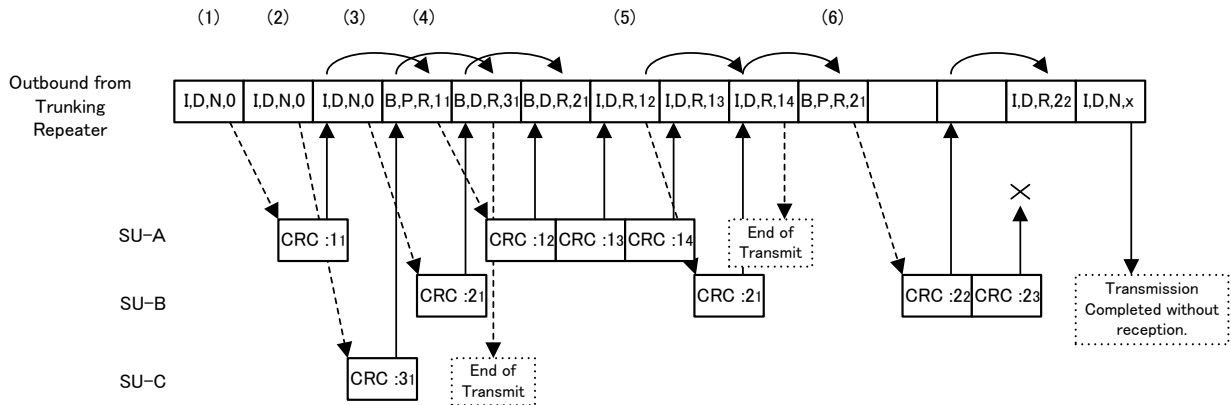 (1) (2) (3) (4) (5) (6)
Outbound from
Trunking
Repeater
I,D,N,0 I,D,N,0 I,D,N,0 B,P,R,11 B,D,R,31 B,D,R,21 I,D,R,12 I,D,R,13 I,D,R,14 B,P,R,21 I,D,R,22 I,D,N,x
SU-A
CRC :11 CRC :12 CRC :13 CRC :14
End of
Transmit
SU-B
CRC :21 CRC :21 CRC :22 CRC :23
Transmission
Completed without
reception.
SU-C
CRC :31
End of
Transmit